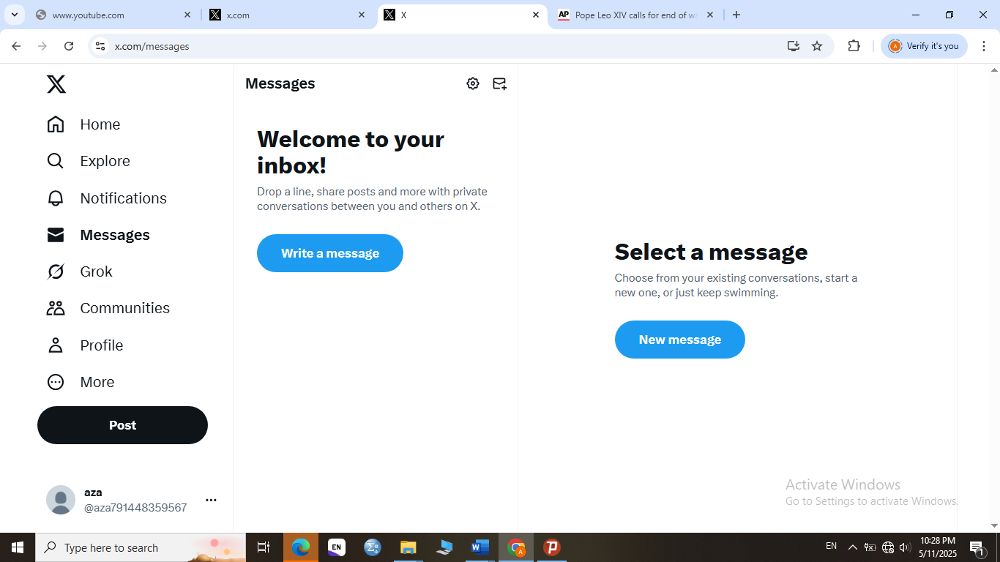 www.youtube.com
x.com
X
AP Pope Leo XIV calls for end of wa
x.com/messages
A Verify it's you
Home
Explore
Notifications
Messages
Grok
Communities
Profile
More
Post
aza
@aza791448359567
Messages
Welcome to your
inbox!
Drop a line, share posts and more with private
conversations between you and others on X.
Write a message
Select a message
Choose from your existing conversations, start a
new one, or just keep swimming.
New message
Activate Windows
Go to Settings to activate Windows.
Type here to search
EN
EN
10:28 PM
5/11/2025
1